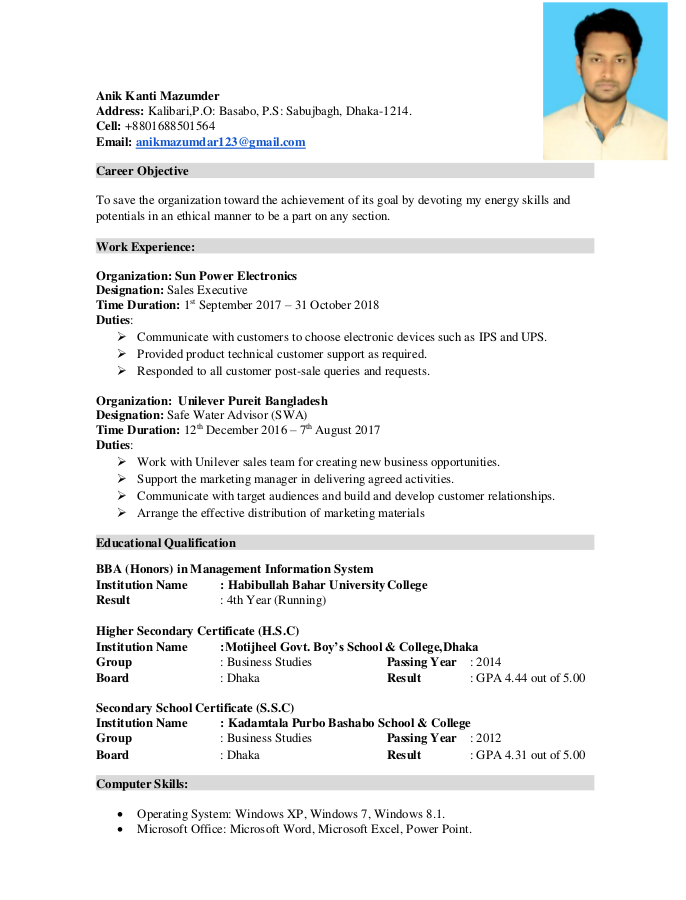 Anik Kanti Mazumder
Address: Kalibari,P.O: Basabo, P.S: Sabujbagh, Dhaka-1214.
Cell: +8801688501564
Email: anikmazumdar123@gmail.com
Career Objective
To save the organization toward the achievement of its goal by devoting my energy skills and
potentials in an ethical manner to be a part on any section.
Work Experience:
Organization: Sun Power Electronics
Designation: Sales Executive
Time Duration: 1st September 2017 – 31 October 2018
Duties:
➢ Communicate with customers to choose electronic devices such as IPS and UPS.
➢ Provided product technical customer support as required.
➢ Responded to all customer post-sale queries and requests.
Organization: Unilever Pureit Bangladesh
Designation: Safe Water Advisor (SWA)
Time Duration: 12th December 2016 – 7th August 2017
Duties:
➢ Work with Unilever sales team for creating new business opportunities.
➢ Support the marketing manager in delivering agreed activities.
➢ Communicate with target audiences and build and develop customer relationships.
➢ Arrange the effective distribution of marketing materials
Educational Qualification
BBA (Honors) in Management Information System
Institution Name : Habibullah Bahar University College
Result : 4th Year (Running)
Higher Secondary Certificate (H.S.C)
Institution Name :Motijheel Govt. Boy's School & College,Dhaka
Group : Business Studies Passing Year : 2014
Board : Dhaka Result : GPA 4.44 out of 5.00
Secondary School Certificate (S.S.C)
Institution Name : Kadamtala Purbo Bashabo School & College
Group : Business Studies Passing Year : 2012
Board : Dhaka Result : GPA 4.31 out of 5.00
Computer Skills:
• Operating System: Windows XP, Windows 7, Windows 8.1.
• Microsoft Office: Microsoft Word, Microsoft Excel, Power Point.